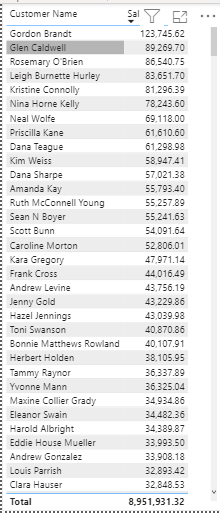 Customer Name Sal
Gordon Brandt 123,745.62
Glen Caldwell 89,269.70
Rosemary O'Brien 86,540.75
Leigh Burnette Hurley 83,651.70
Kristine Connolly 81,296.39
Nina Horne Kelly 78,243.60
Neal Wolfe 69,118.00
Priscilla Kane 61,610.60
Dana Teague 61,298.98
Kim Weiss 58,947.41
Dana Sharpe 57,021.38
Amanda Kay 55,793.40
Ruth McConnell Young 55,257.89
Sean N Boyer 55,241.63
Scott Bunn 54,091.64
Caroline Morton 52,806.01
Kara Gregory 47,971.14
Frank Cross 44,016.49
Andrew Levine 43,756.19
Jenny Gold 43,229.86
Hazel Jennings 43,039.98
Toni Swanson 40,870.86
Bonnie Matthews Rowland 40,107.91
Herbert Holden 38,105.95
Tammy Raynor 36,337.89
Yvonne Mann 36,325.04
Maxine Collier Grady 34,934.86
Eleanor Swain 34,482.36
Harold Albright 34,389.87
Eddie House Mueller 33,993.50
Andrew Gonzalez 33,908.18
Louis Parrish 32,893.42
Clara Hauser 32,848.53
Total 8,951,931.32